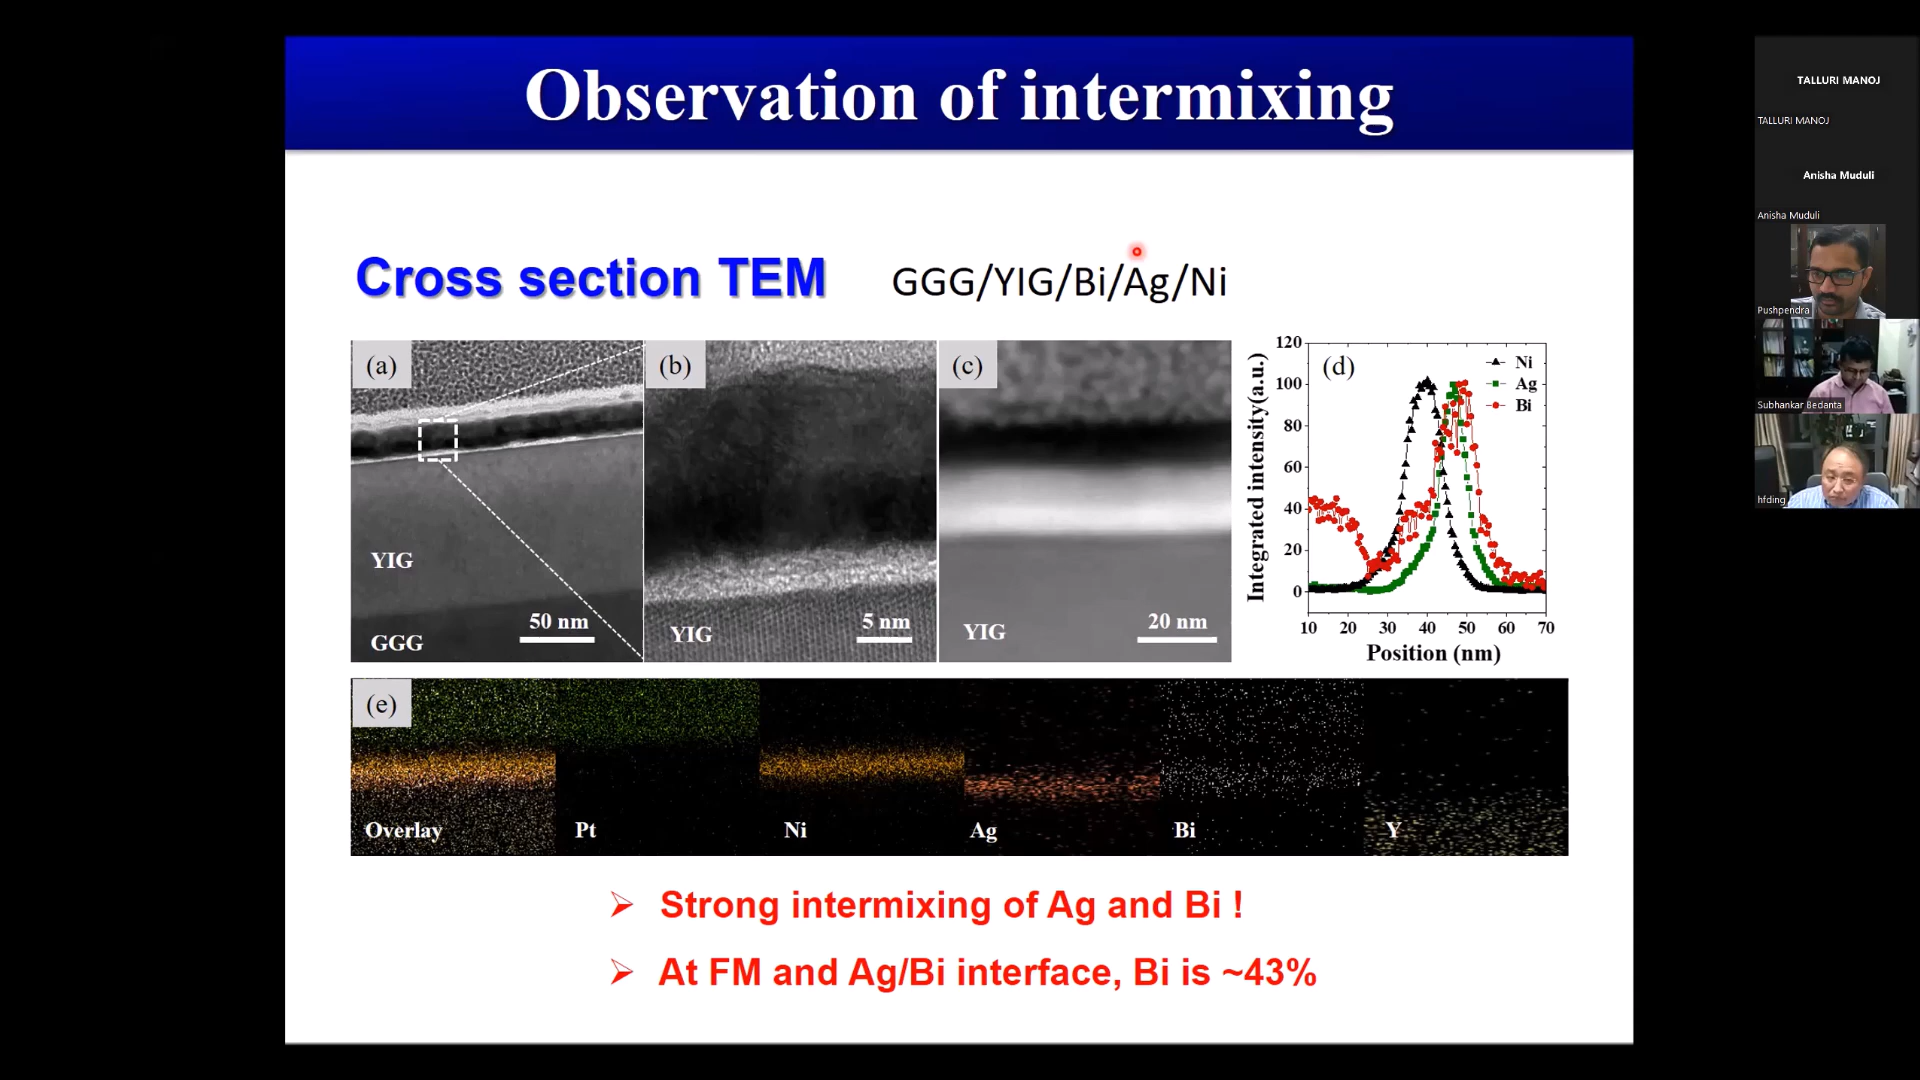 Observation of intermixing
Cross section TEM
GGG/YIG/Bi/Ag/Ni
(a)
YIG
GGG
50 nm
(b)
YIG
5 nm
(c)
YIG
20 nm
(d)
Ni
Ag
Bi
Integrated intensity(a.u.)
120
100
80
60
40
20
0
10 20 30 40 50 60 70
Position (nm)
(e)
Overlay
Pt
Ni
Ag
Bi
Y
Strong intermixing of Ag and Bi !
At FM and Ag/Bi interface, Bi is ~43%
TALLURI MANOJ
TALLURI MANOJ
Anisha Muduli
Anisha Muduli
Pushpendra
Subhankar Bedanta
hfding